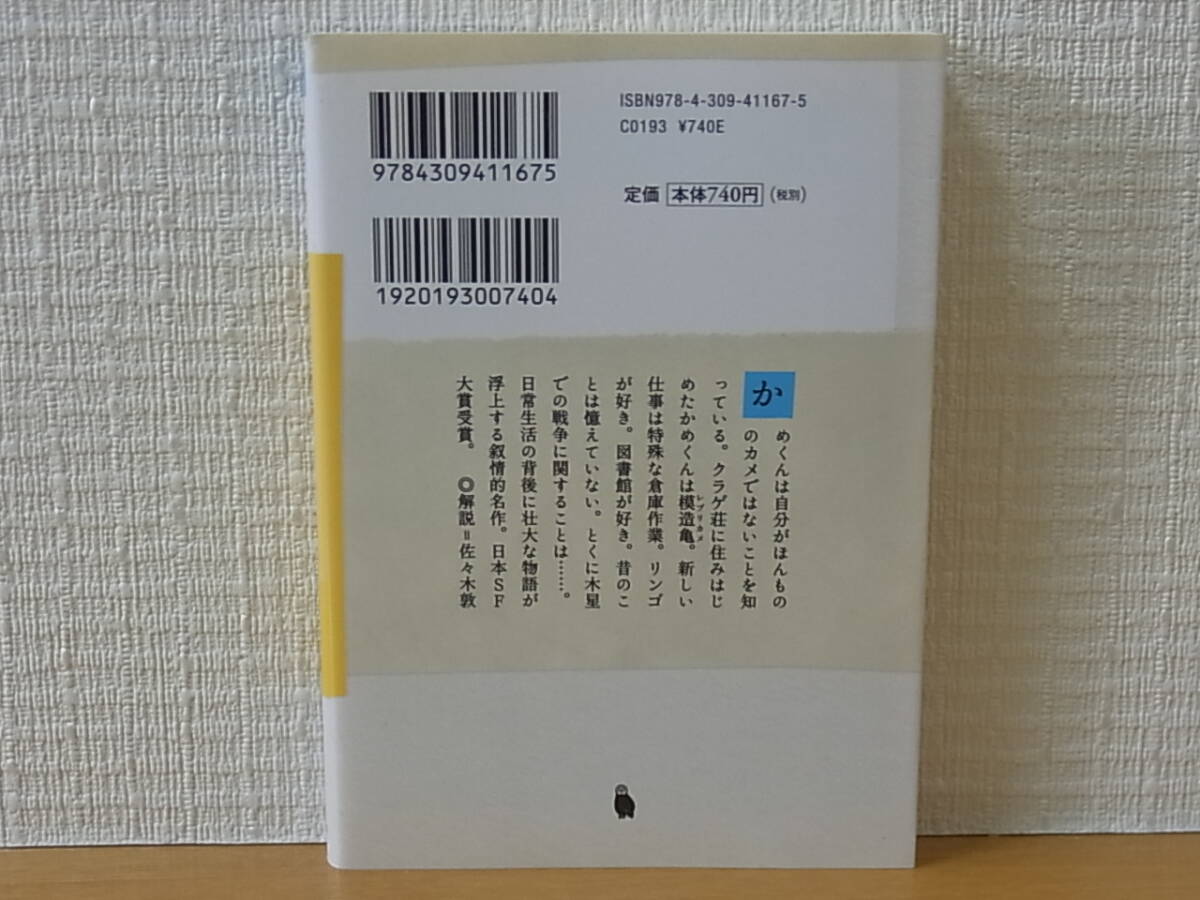 ISBN978-4-309-41167-5
C0193 ¥740E
9784309411675
定価 本体740円 (税別)
1920193007404
かめくんは自分がほんもの
のカメではないことを知
っている。クラゲ荘に住みはじ
めたかめくんは模造亀。新しい
レプリカメ
仕事は特殊な倉庫作業。リンゴ
が好き。図書館が好き。昔のこ
とは憶えていない。とくに木星
での戦争に関することは……。
日常生活の背後に壮大な物語が
浮上する叙情的名作。日本SF
大賞受賞。 ◎解説=佐々木敦